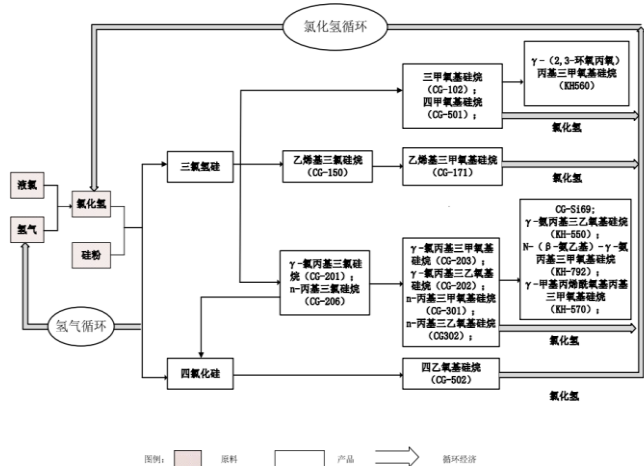 氯化氢循环
三甲氧基硅烷
(CG-102);
四甲氧基硅烷
(CG-501);
γ-(2,3-环氧丙氧)
丙基三甲氧基硅烷
(KH560)
氯化氢
三氯氢硅
乙烯基三氯硅烷
(CG-150)
乙烯基三甲氧基硅烷
(CG-171)
氯化氢
液氯
氢气
氯化氢
硅粉
γ-氯丙基三氯硅
烷(CG-201);
n-丙基三氯硅烷
(CG-206)
γ-氯丙基三甲氧基
硅烷(CG-203);
γ-氯丙基三乙氧基
硅烷(CG-202);
n-丙基三甲氧硅烷
(CG-301);
n-丙基三乙氧基硅烷
(CG302);
CG-Si69;
γ-氨丙基三乙氧基硅烷
(KH-550);
N-(β-氨乙基)-γ-氨
丙基三甲氧基硅烷
(KH-792);
γ-甲基丙烯酰氧基丙基
三甲氧基硅烷
(KH-570);
氯化氢
氢气循环
四氯化硅
四乙氧基硅烷
(CG-502)
氯化氢
图例:
原料
产品
循环经济